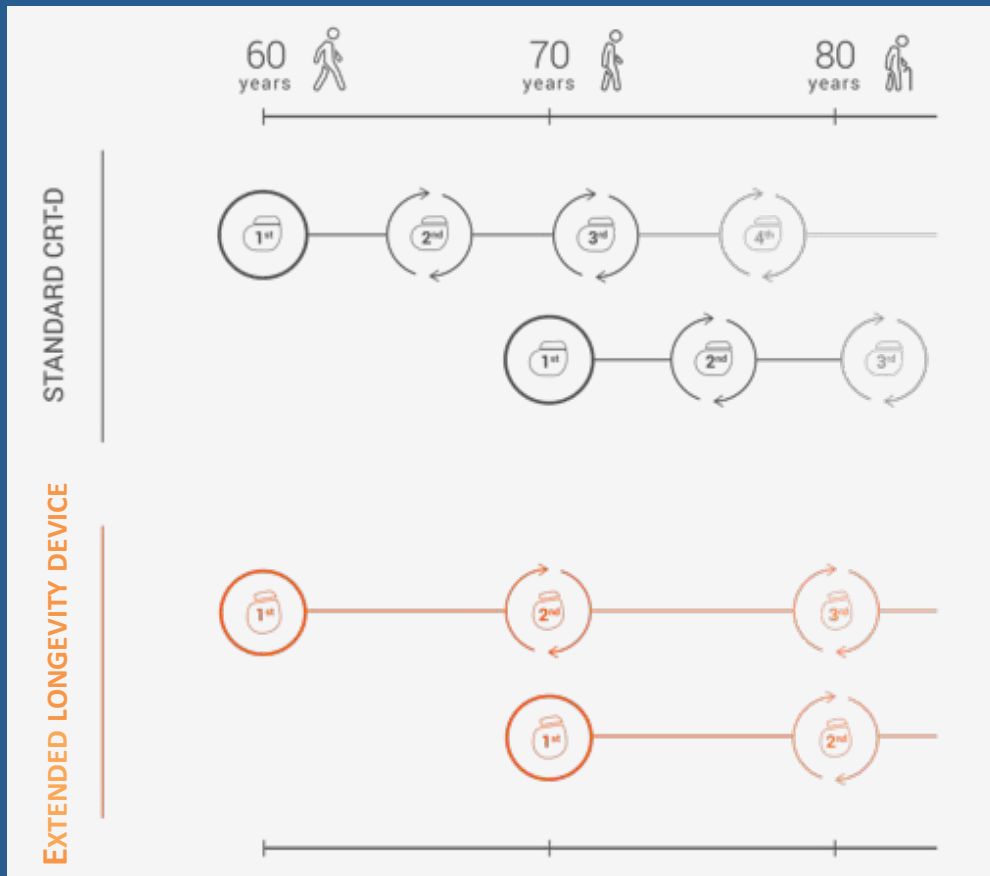 60
years
70
years
80
years
STANDARD CRT-D
1st
2nd
3rd
4th
1st
2nd
3rd
EXTENDED LONGEVITY DEVICE
1st
2nd
3rd
1st
2nd